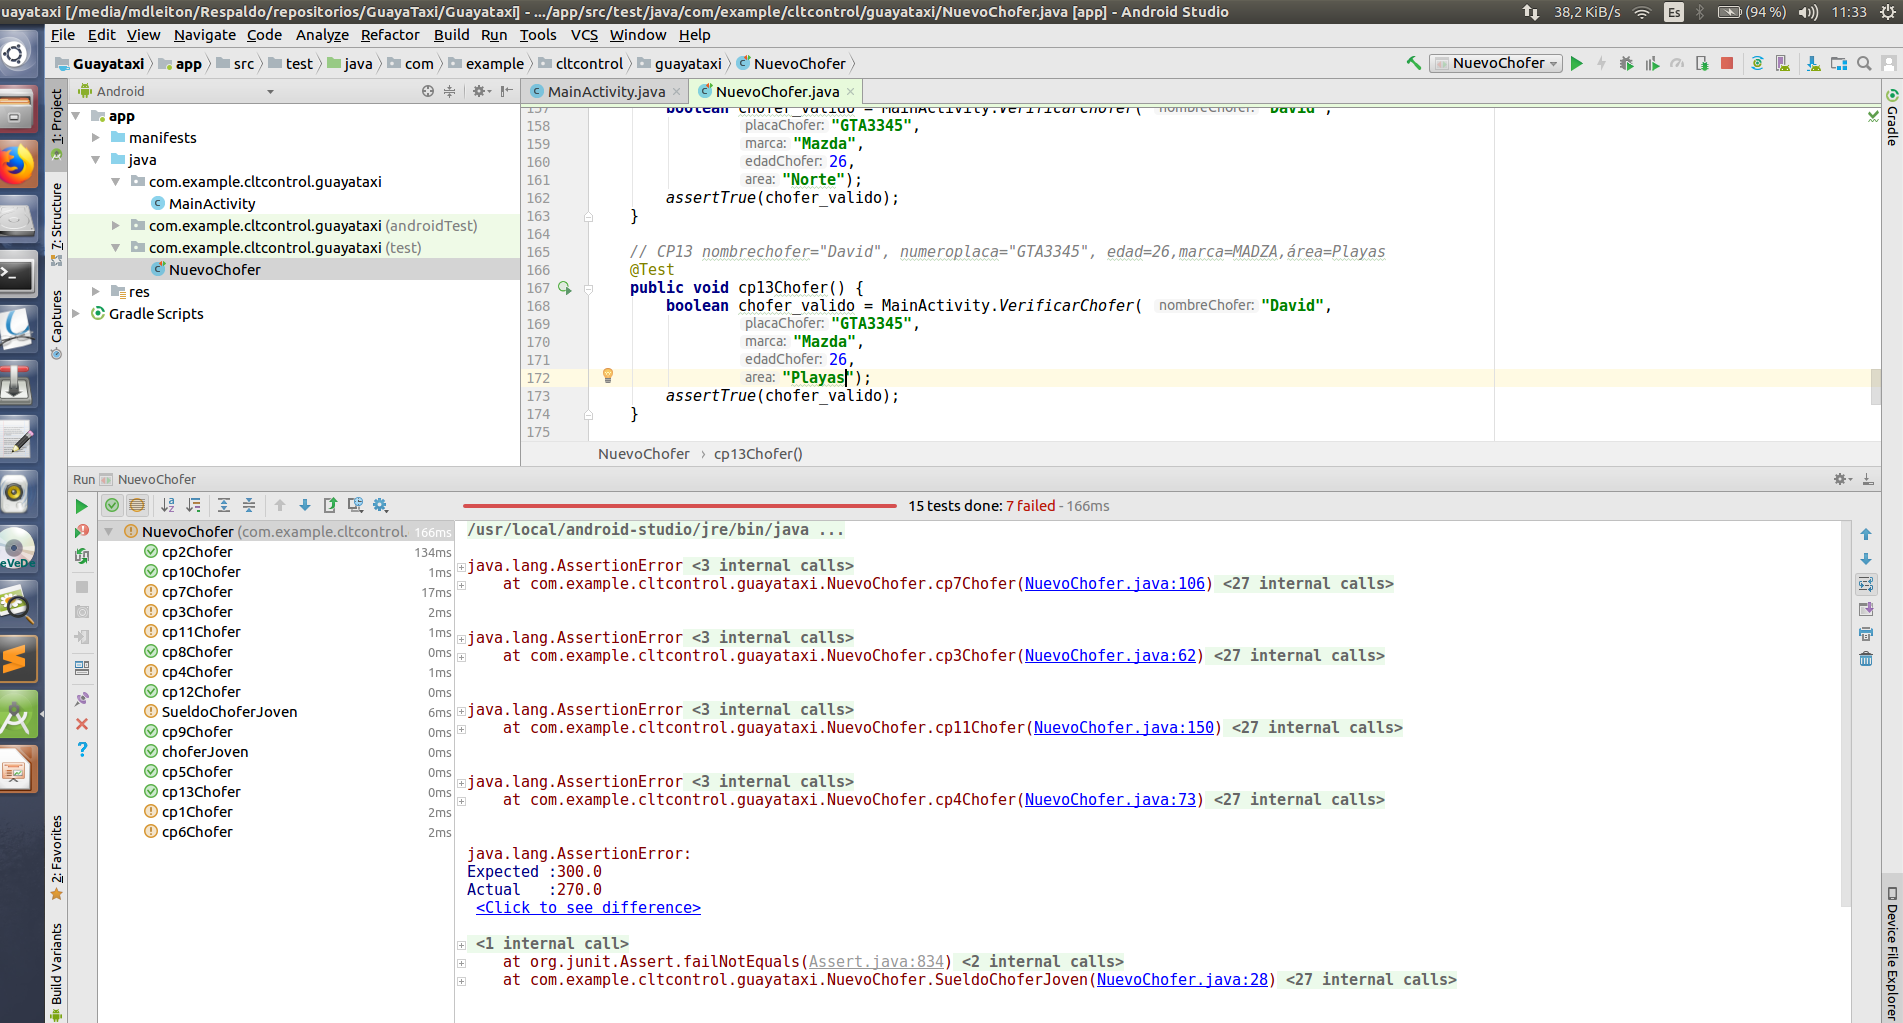 uayataxi [/media/mdleiton/Respaldo/repositorios/GuayaTaxi/Guayataxi] - .../app/src/test/java/com/example/cltcontrol/guayataxi/NuevoChofer.java [app] - Android Studio
38,2 KiB/s Es (94 %) 11:33
File Edit View Navigate Code Analyze Refactor Build Run Tools VCS Window Help
Guayataxi app src test java com example cltcontrol guayataxi NuevoChofer
NuevoChofer
Android
MainActivity.java NuevoChofer.java
1: Project
7: Structure
Captures
2: Favorites
Build Variants
Gradle
Device File Explorer
app
manifests
java
com.example.cltcontrol.guayataxi
MainActivity
com.example.cltcontrol.guayataxi (androidTest)
com.example.cltcontrol.guayataxi (test)
NuevoChofer
res
Gradle Scripts
157 boolean chofer_valido = MainActivity.VerificarChofer( nombreChofer: "David",
158 placaChofer: "GTA3345",
159 marca: "Mazda",
160 edadChofer: 26,
161 area: "Norte");
162 assertTrue(chofer_valido);
163 }
164
165 // CP13 nombrechofer="David", numeroplaca="GTA3345", edad=26,marca=MADZA,área=Playas
166 @Test
167 public void cp13Chofer() {
168 boolean chofer_valido = MainActivity.VerificarChofer( nombreChofer: "David",
169 placaChofer: "GTA3345",
170 marca: "Mazda",
171 edadChofer: 26,
172 area: "Playas");
173 assertTrue(chofer_valido);
174 }
175
NuevoChofer › cp13Chofer()
Run NuevoChofer
15 tests done: 7 failed - 166ms
NuevoChofer (com.example.cltcontrol. 166ms
cp2Chofer 134ms
cp10Chofer 1ms
cp7Chofer 17ms
cp3Chofer 2ms
cp11Chofer 1ms
cp8Chofer 0ms
cp4Chofer 1ms
cp12Chofer 0ms
SueldoChoferJoven 6ms
cp9Chofer 0ms
choferJoven 0ms
cp5Chofer 0ms
cp13Chofer 0ms
cp1Chofer 2ms
cp6Chofer 2ms
/usr/local/android-studio/jre/bin/java ...
java.lang.AssertionError <3 internal calls>
at com.example.cltcontrol.guayataxi.NuevoChofer.cp7Chofer(NuevoChofer.java:106) <27 internal calls>
java.lang.AssertionError <3 internal calls>
at com.example.cltcontrol.guayataxi.NuevoChofer.cp3Chofer(NuevoChofer.java:62) <27 internal calls>
java.lang.AssertionError <3 internal calls>
at com.example.cltcontrol.guayataxi.NuevoChofer.cp11Chofer(NuevoChofer.java:150) <27 internal calls>
java.lang.AssertionError <3 internal calls>
at com.example.cltcontrol.guayataxi.NuevoChofer.cp4Chofer(NuevoChofer.java:73) <27 internal calls>
java.lang.AssertionError:
Expected :300.0
Actual :270.0
<Click to see difference>
<1 internal call>
at org.junit.Assert.failNotEquals(Assert.java:834) <2 internal calls>
at com.example.cltcontrol.guayataxi.NuevoChofer.SueldoChoferJoven(NuevoChofer.java:28) <27 internal calls>